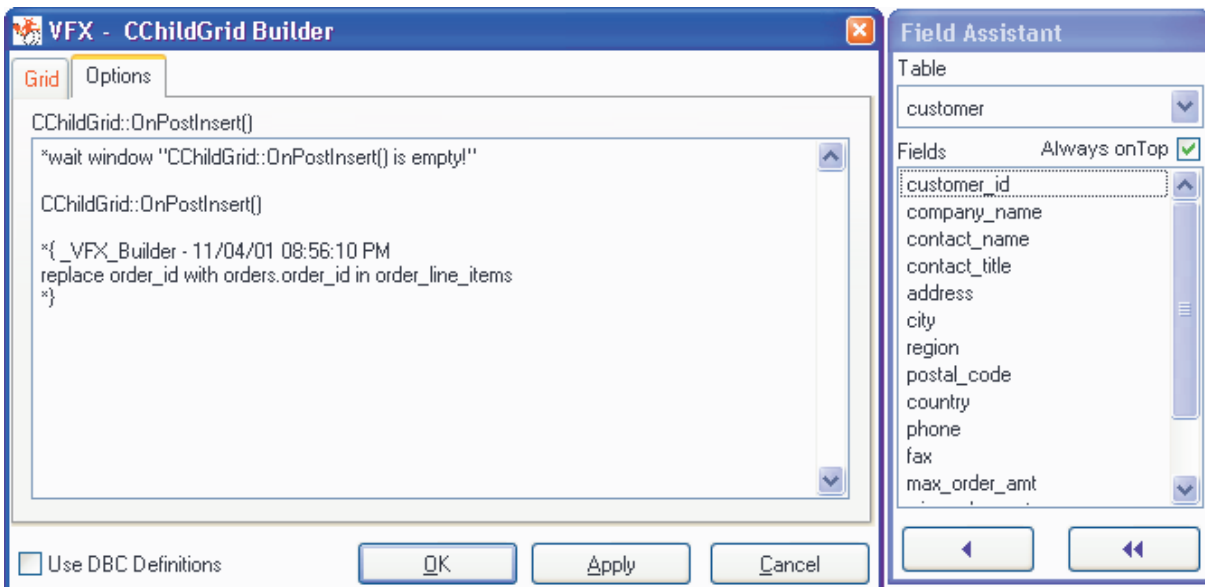 VFX - CChildGrid Builder
Grid
Options
CChildGrid::OnPostInsert()
*wait window "CChildGrid::OnPostInsert() is empty!"
CChildGrid::OnPostInsert()
*{ _VFX_Builder - 11/04/01 08:56:10 PM
replace order_id with orders.order_id in order_line_items
*}
Use DBC Definitions
OK
Apply
Cancel
Field Assistant
Table
customer
Fields
Always onTop
customer_id
company_name
contact_name
contact_title
address
city
region
postal_code
country
phone
fax
max_order_amt